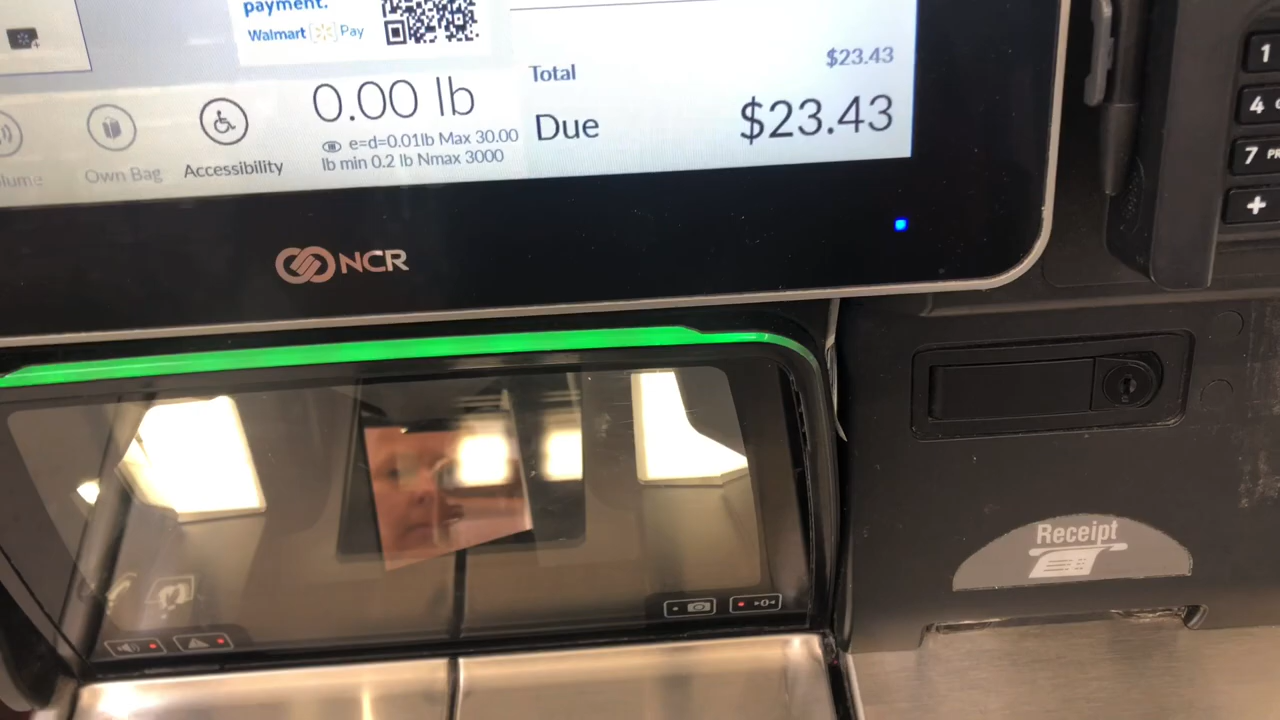 payment.
Walmart Pay
$23.43
Total
Due $23.43
0.00 lb
e=d=0.01lb Max 30.00
lb min 0.2 lb Nmax 3000
Own Bag
Accessibility
NCR
1
4
7 PR
+
Receipt